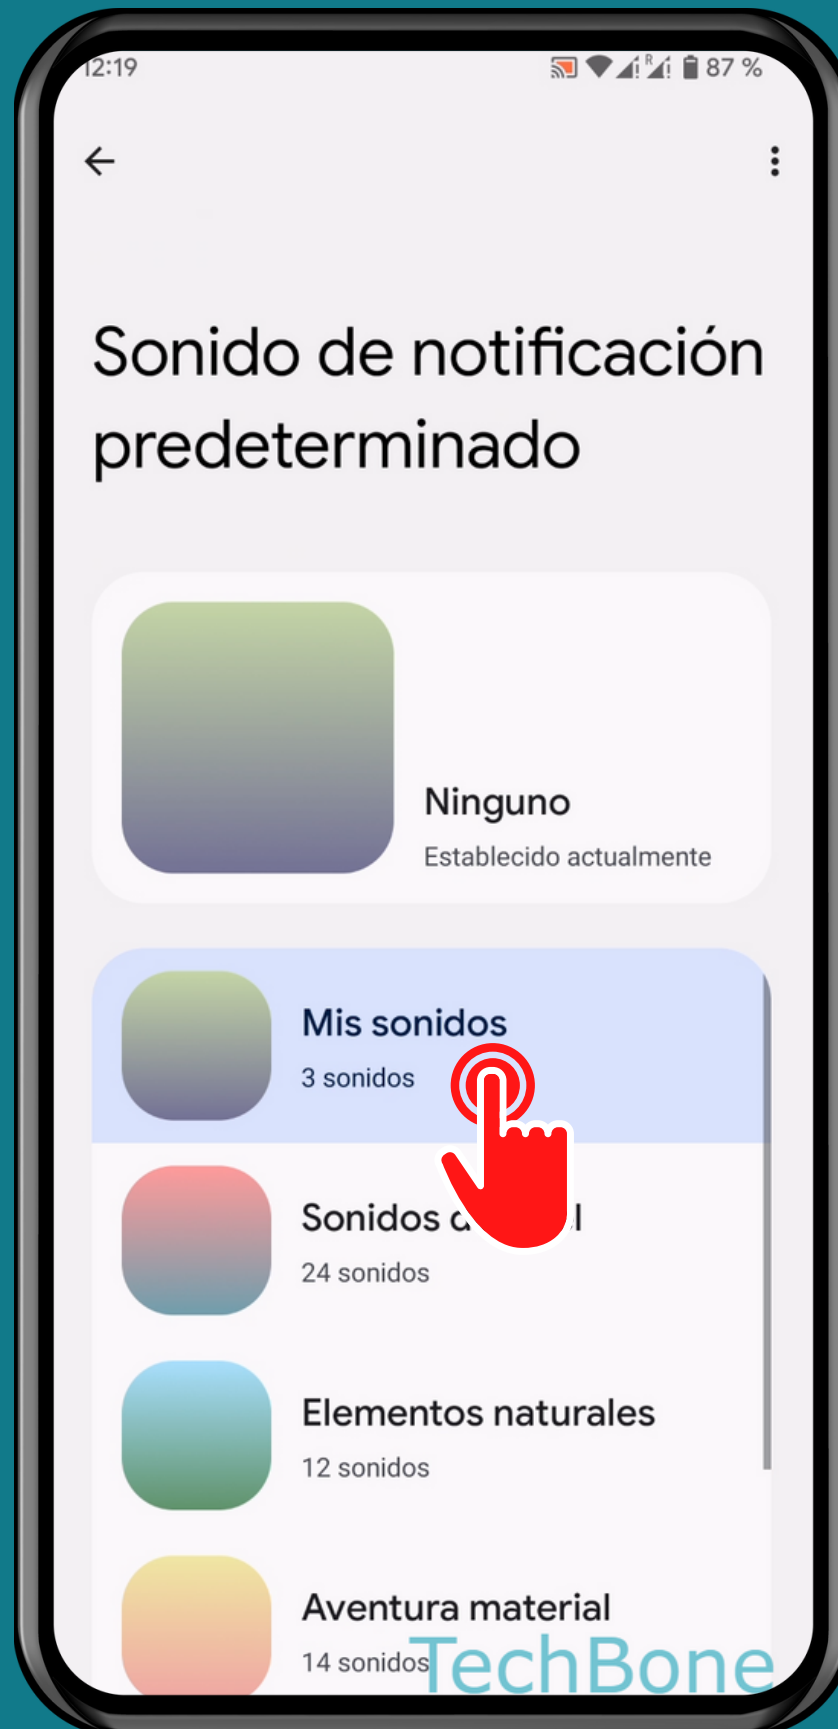 12:19
R
87 %
Sonido de notificación
predeterminado
Ninguno
Establecido actualmente
Mis sonidos
3 sonidos
Sonidos
24 sonidos
Elementos naturales
12 sonidos
Aventura material
14 sonidos
TechBone